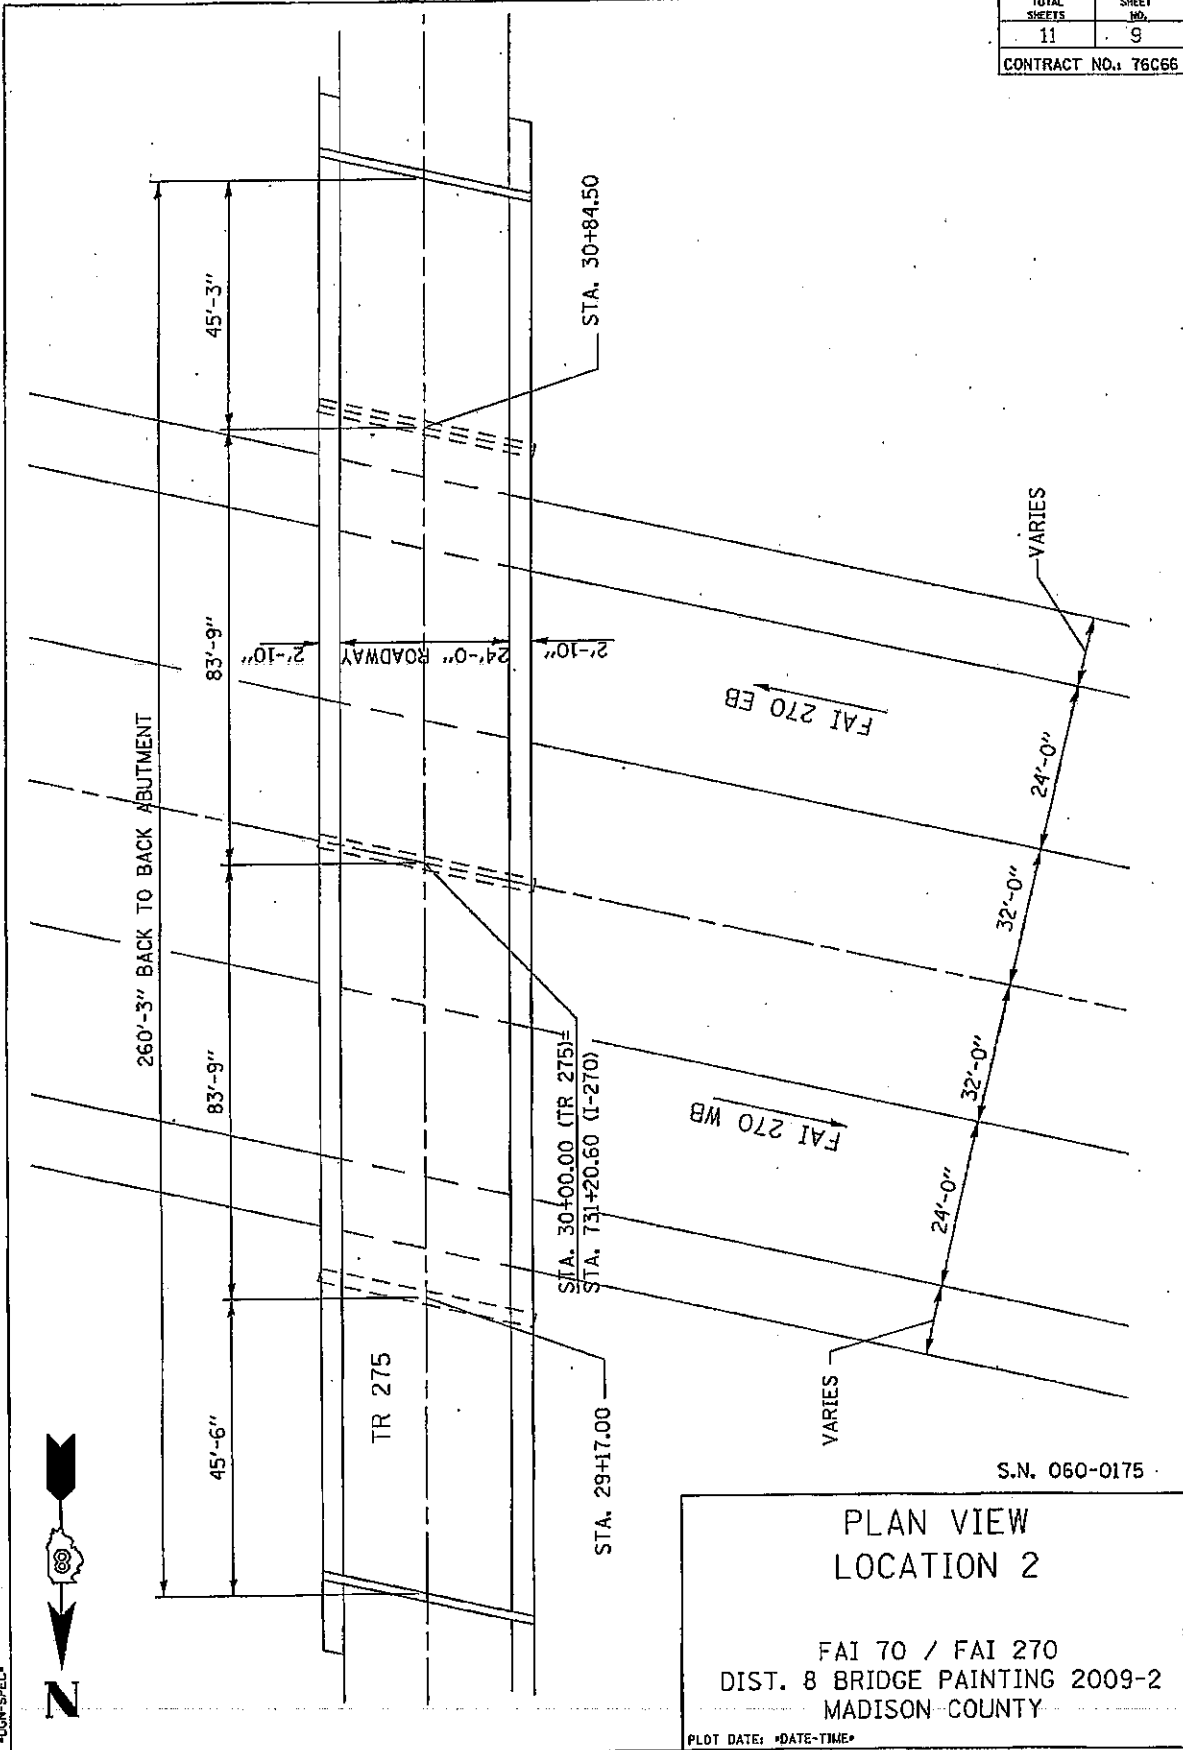 TOTAL SHEETS
SHEET NO.
11
9
CONTRACT NO.: 76C66
45'-3"
STA. 30+84.50
83'-9"
2'-10"
24'-0" ROADWAY
2'-10"
VARIES
FAI 270 EB
24'-0"
260'-3" BACK TO BACK ABUTMENT
32'-0"
83'-9"
32'-0"
STA. 30+00.00 (TR 275)=
STA. 731+20.60 (I-270)
FAI 270 WB
24'-0"
TR 275
45'-6"
STA. 29+17.00
VARIES
8
N
S.N. 060-0175
PLAN VIEW
LOCATION 2
FAI 70 / FAI 270
DIST. 8 BRIDGE PAINTING 2009-2
MADISON COUNTY
PLOT DATE: *DATE-TIME*
*DGN-SPEC*